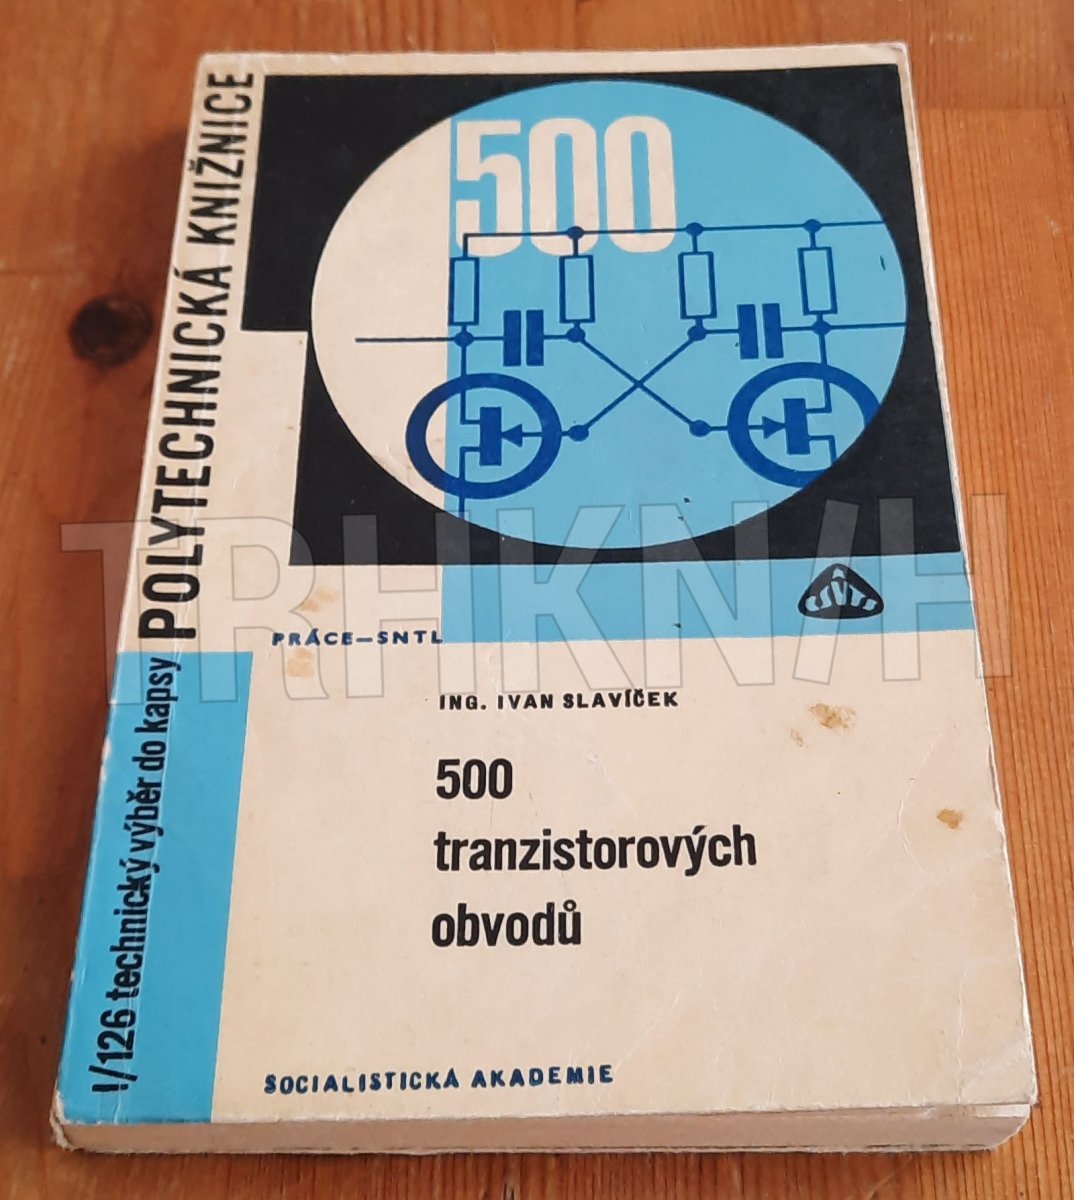 POLYTECHNICKÁ KNIŽNICE
I/126 technický výběr do kapsy
500
ČSVTS
PRÁCE–SNTL
ING. IVAN SLAVÍČEK
500
tranzistorových
obvodů
SOCIALISTICKÁ AKADEMIE
TRHKNIH